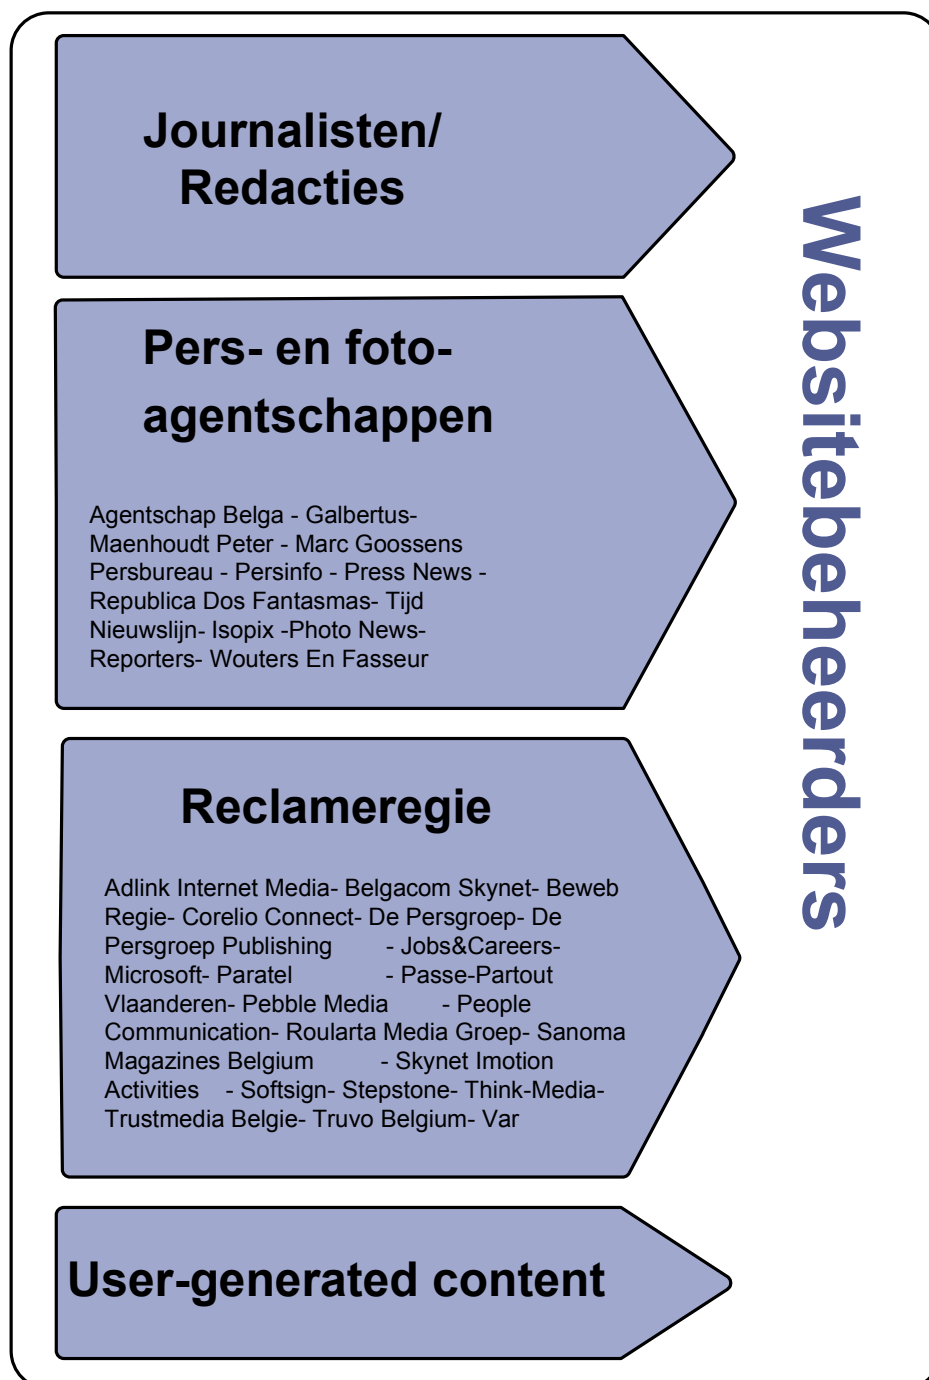 Journalisten/
Redacties
Pers- en foto-
agentschappen
Agentschap Belga - Galbertus-
Maenhoudt Peter - Marc Goossens
Persbureau - Persinfo - Press News -
Republica Dos Fantasmas- Tijd
Nieuwslijn- Isopix -Photo News-
Reporters- Wouters En Fasseur
Reclameregie
Adlink Internet Media- Belgacom Skynet- Beweb
Regie- Corelio Connect- De Persgroep- De
Persgroep Publishing - Jobs&Careers-
Microsoft- Paratel - Passe-Partout
Vlaanderen- Pebble Media - People
Communication- Roularta Media Groep- Sanoma
Magazines Belgium - Skynet Imotion
Activities - Softsign- Stepstone- Think-Media-
Trustmedia Belgie- Truvo Belgium- Var
User-generated content
Websitebeheerders